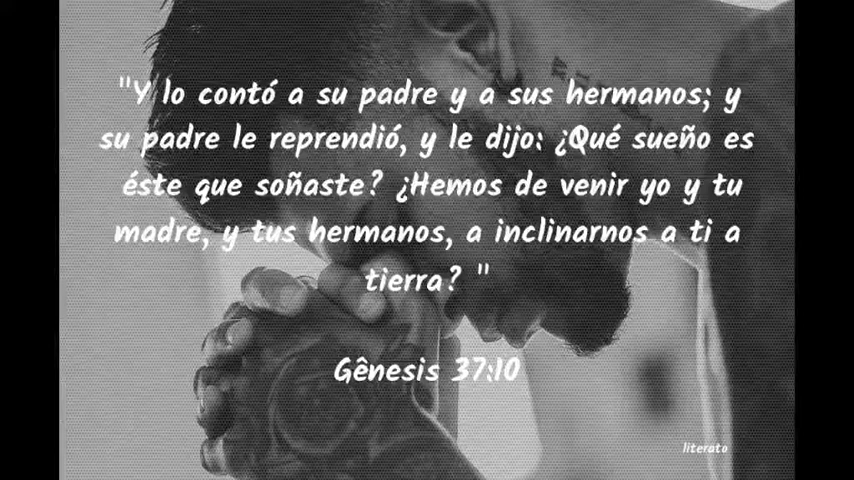 "Y lo contó a su padre y a sus hermanos; y
su padre le reprendió, y le dijo: ¿Qué sueño es
éste que soñaste? ¿Hemos de venir yo y tu
madre, y tus hermanos, a inclinarnos a ti a
tierra? "
Gênesis 37:10
literato